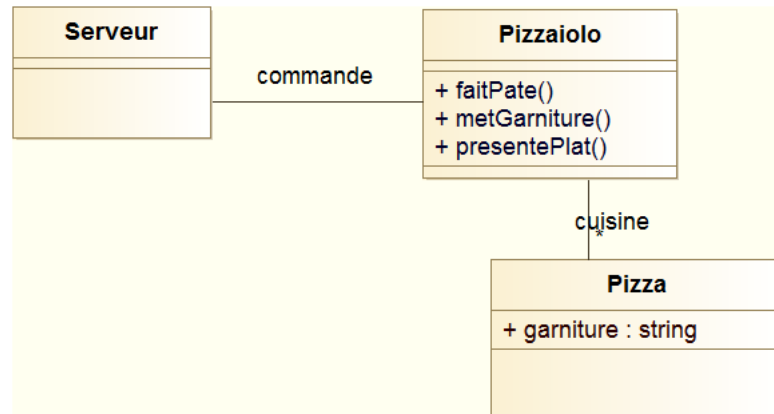 Serveur
Pizzaiolo
commande
+ faitPate()
+ metGarniture()
+ presentePlat()
cuisine
*
Pizza
+ garniture : string